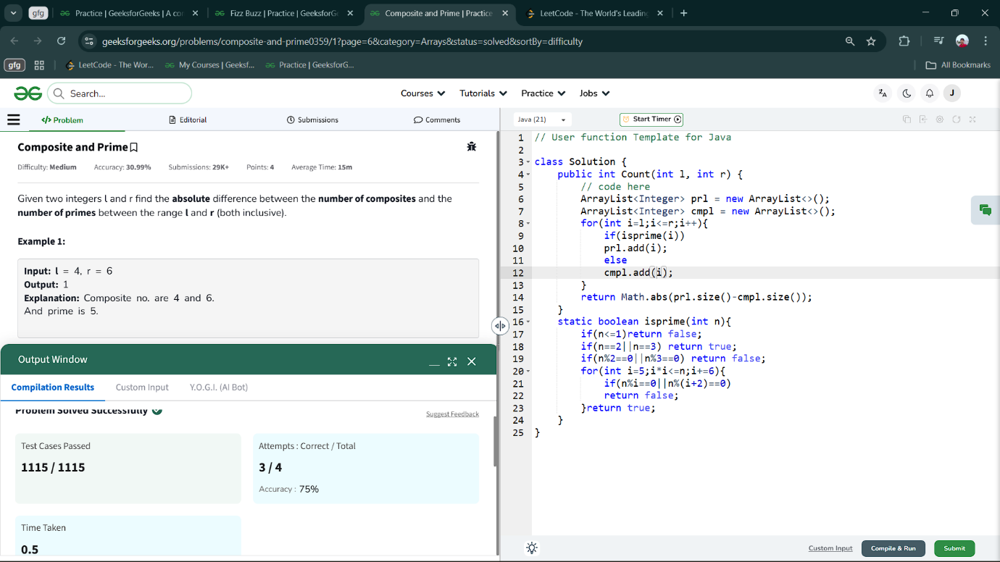 gfg
Practice | GeeksforGeeks | A cor
Fizz Buzz | Practice | GeeksforG
Composite and Prime | Practice
LeetCode - The World's Leading
geeksforgeeks.org/problems/composite-and-prime0359/1?page=6&category=Arrays&status=solved&sortBy=difficulty
gfg
LeetCode - The Wor...
My Courses | Geeksf...
Practice | GeeksforG...
All Bookmarks
Search...
Courses
Tutorials
Practice
Jobs
J
</> Problem
Editorial
Submissions
Comments
Java (21)
Start Timer
Composite and Prime
Difficulty: Medium
Accuracy: 30.99%
Submissions: 29K+
Points: 4
Average Time: 15m
Given two integers l and r find the absolute difference between the number of composites and the
number of primes between the range l and r (both inclusive).
Example 1:
Input: l = 4, r = 6
Output: 1
Explanation: Composite no. are 4 and 6.
And prime is 5.
Output Window
Compilation Results
Custom Input
Y.O.G.I. (AI Bot)
Problem Solved Successfully
Suggest Feedback
Test Cases Passed
1115 / 1115
Attempts : Correct / Total
3 / 4
Accuracy : 75%
Time Taken
0.5
1 // User function Template for Java
2
3 class Solution {
4     public int Count(int l, int r) {
5         // code here
6         ArrayList<Integer> prl = new ArrayList<>();
7         ArrayList<Integer> cmpl = new ArrayList<>();
8         for(int i=l;i<=r;i++){
9             if(isprime(i))
10             prl.add(i);
11             else
12             cmpl.add(i);
13         }
14         return Math.abs(prl.size()-cmpl.size());
15     }
16     static boolean isprime(int n){
17         if(n<=1)return false;
18         if(n==2||n==3) return true;
19         if(n%2==0||n%3==0) return false;
20         for(int i=5;i*i<=n;i+=6){
21             if(n%i==0||n%(i+2)==0)
22             return false;
23         }return true;
24     }
25 }
Custom Input
Compile & Run
Submit